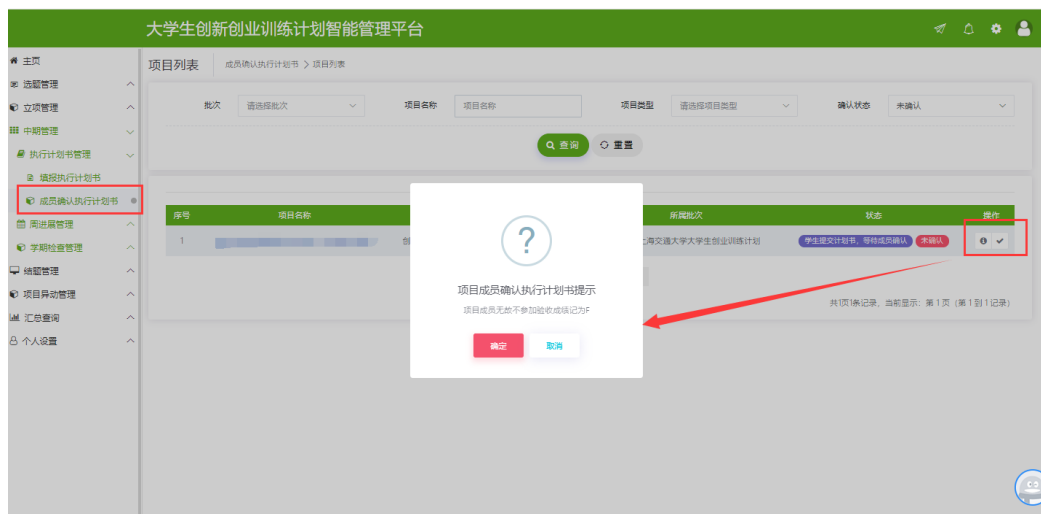 大学生创新创业训练计划智能管理平台
主页
选题管理
立项管理
中期管理
执行计划书管理
填报执行计划书
成员确认执行计划书
周进展管理
学期检查管理
结题管理
项目异动管理
汇总查询
个人设置
项目列表 成员确认执行计划书 > 项目列表
批次 请选择批次 项目名称 项目名称 项目类型 请选择项目类型 确认状态 未确认
查询 重置
序号 项目名称 所属批次 状态 操作
1 创 海交通大学大学生创业训练计划 学生提交计划书，等待成员确认 未确认
共1页1条记录，当前显示：第1页（第1到1记录）
?
项目成员确认执行计划书提示
项目成员无故不参加验收成绩记为F
确定 取消